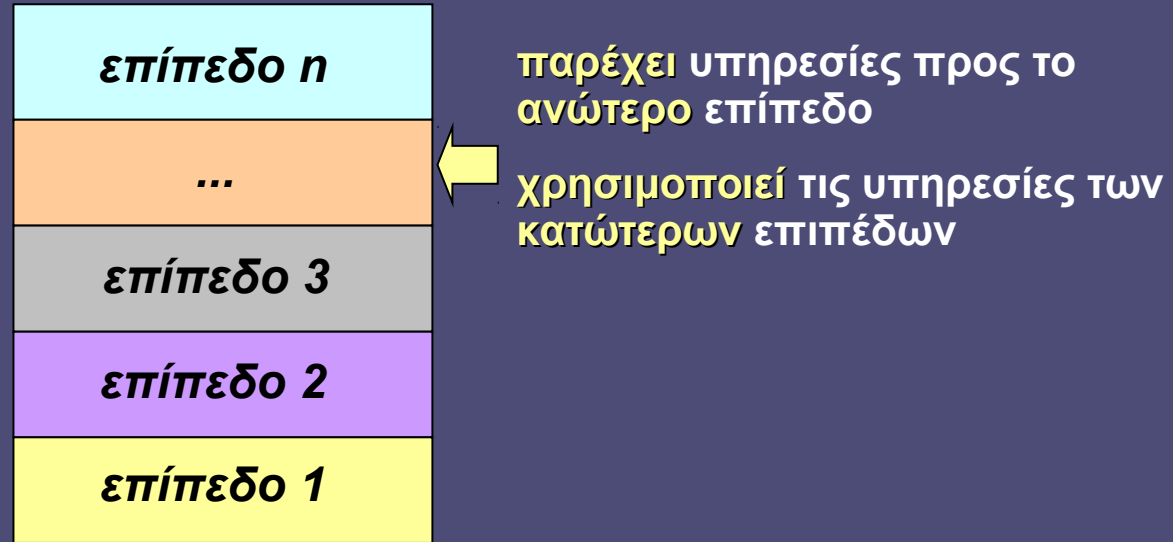 επίπεδο n
...
επίπεδο 3
επίπεδο 2
επίπεδο 1
παρέχει υπηρεσίες προς το
ανώτερο επίπεδο
χρησιμοποιεί τις υπηρεσίες των
κατώτερων επιπέδων